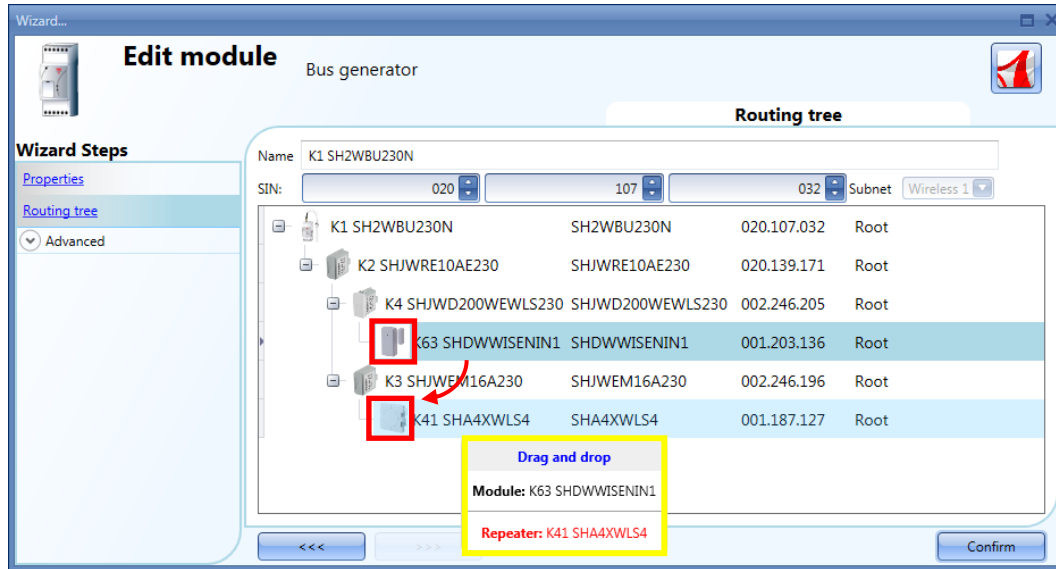 Wizard...
Edit module
Bus generator
Routing tree
Wizard Steps
Properties
Routing tree
Advanced
Name K1 SH2WBU230N
SIN: 020 107 032 Subnet Wireless 1
K1 SH2WBU230N SH2WBU230N 020.107.032 Root
K2 SHJWRE10AE230 SHJWRE10AE230 020.139.171 Root
K4 SHJWD200WEWLS230 SHJWD200WEWLS230 002.246.205 Root
K63 SHDWWISENIN1 SHDWWISENIN1 001.203.136 Root
K3 SHJWEM16A230 SHJWEM16A230 002.246.196 Root
K41 SHA4XWLS4 SHA4XWLS4 001.187.127 Root
Drag and drop
Module: K63 SHDWWISENIN1
Repeater: K41 SHA4XWLS4
<<< >>> Confirm